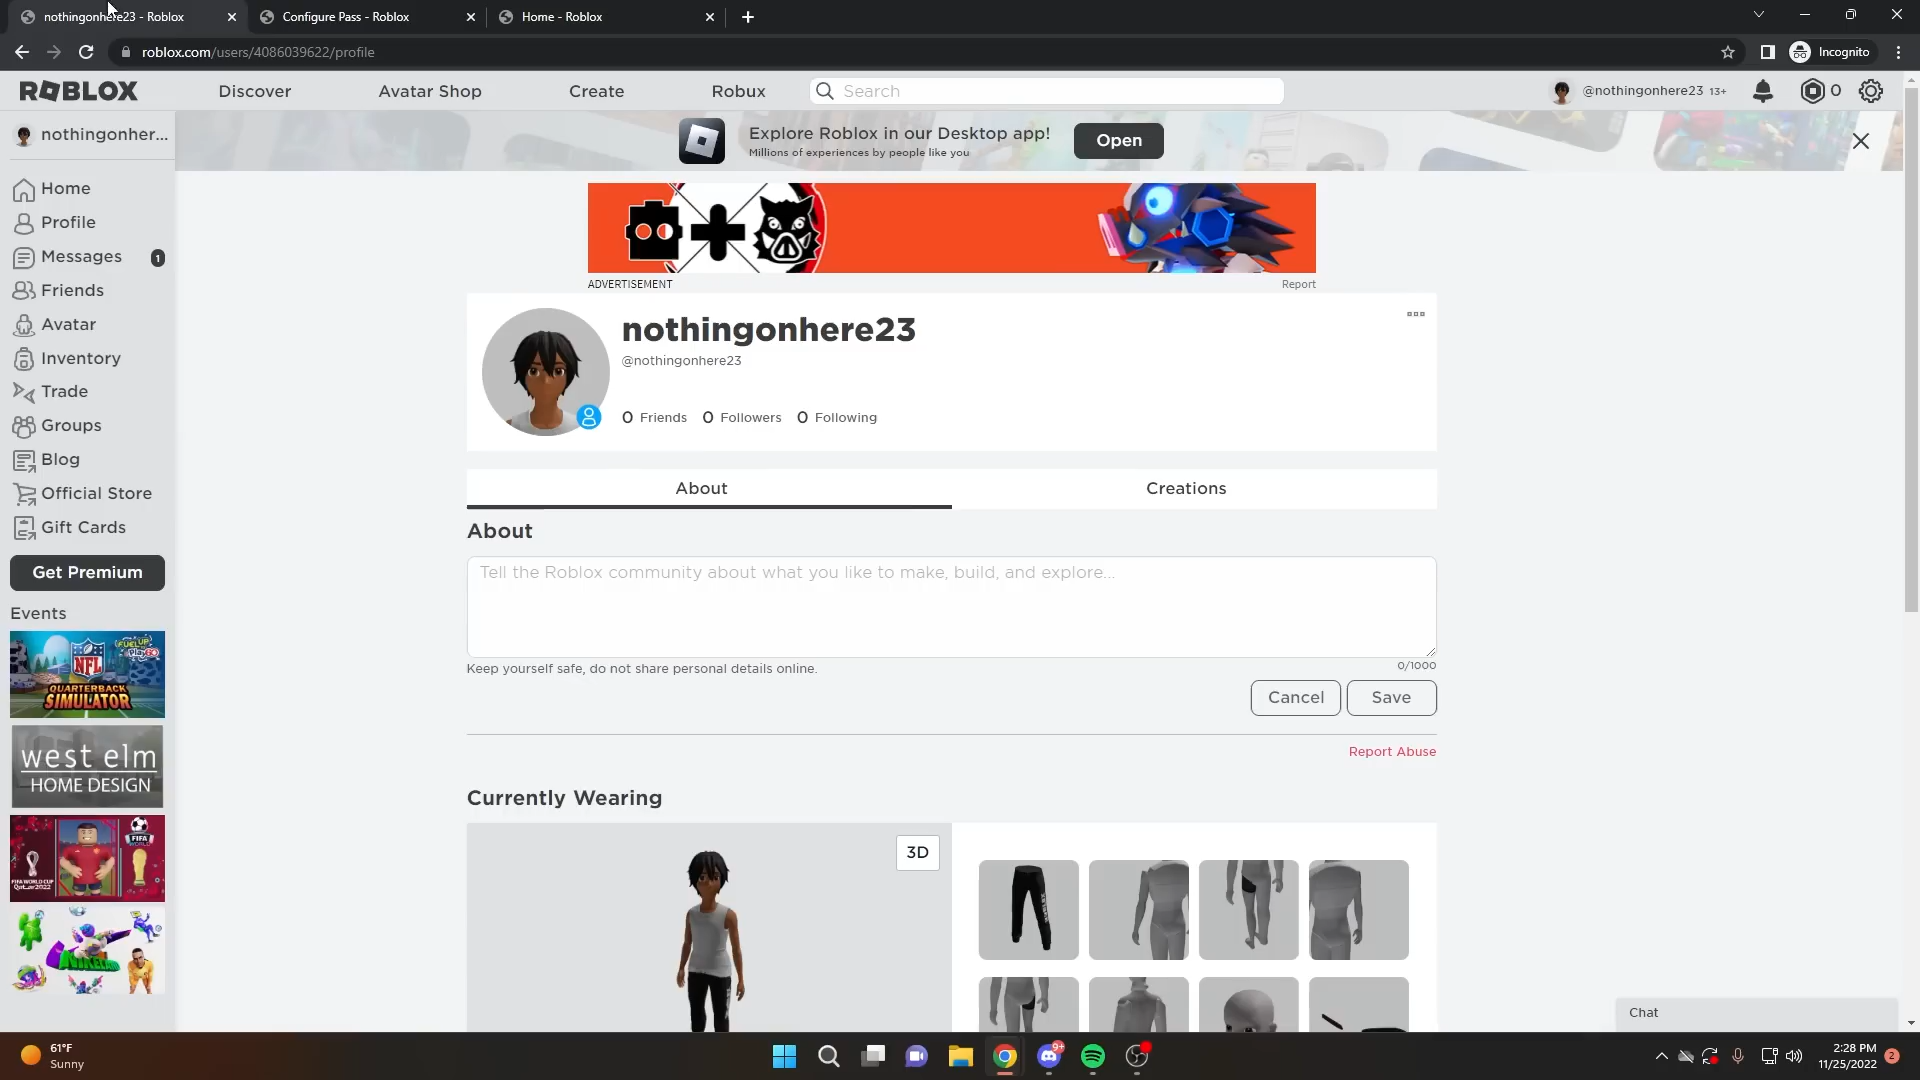 nothingonhere23 - Roblox
Configure Pass - Roblox
Home - Roblox
roblox.com/users/4086039622/profile
Incognito
ROBLOX
Discover
Avatar Shop
Create
Robux
Search
@nothingonhere23 13+
0
nothingonher...
Explore Roblox in our Desktop app!
Millions of experiences by people like you
Open
Home
Profile
Messages 1
Friends
Avatar
Inventory
Trade
Groups
Blog
Official Store
Gift Cards
Get Premium
Events
NFL
QUARTERBACK
SIMULATOR
west elm
HOME DESIGN
ADVERTISEMENT
Report
nothingonhere23
@nothingonhere23
0 Friends 0 Followers 0 Following
About
Creations
About
Tell the Roblox community about what you like to make, build, and explore...
Keep yourself safe, do not share personal details online.
0/1000
Cancel
Save
Report Abuse
Currently Wearing
3D
Chat
61°F
Sunny
9+
2:28 PM
11/25/2022
2